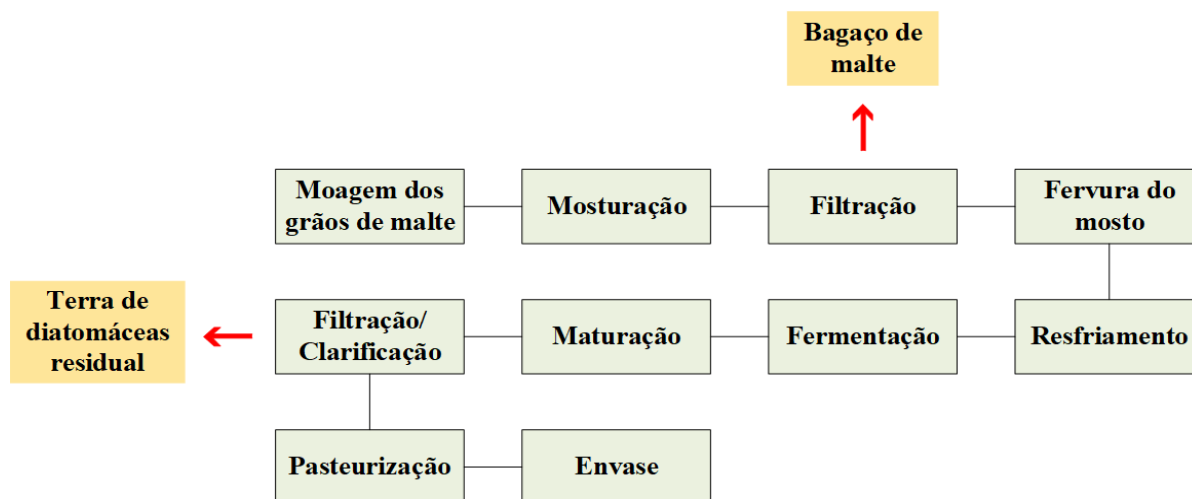 Bagaço de
malte
Moagem dos
grãos de malte
Mosturação
Filtração
Fervura do
mosto
Terra de
diatomáceas
residual
Filtração/
Clarificação
Maturação
Fermentação
Resfriamento
Pasteurização
Envase